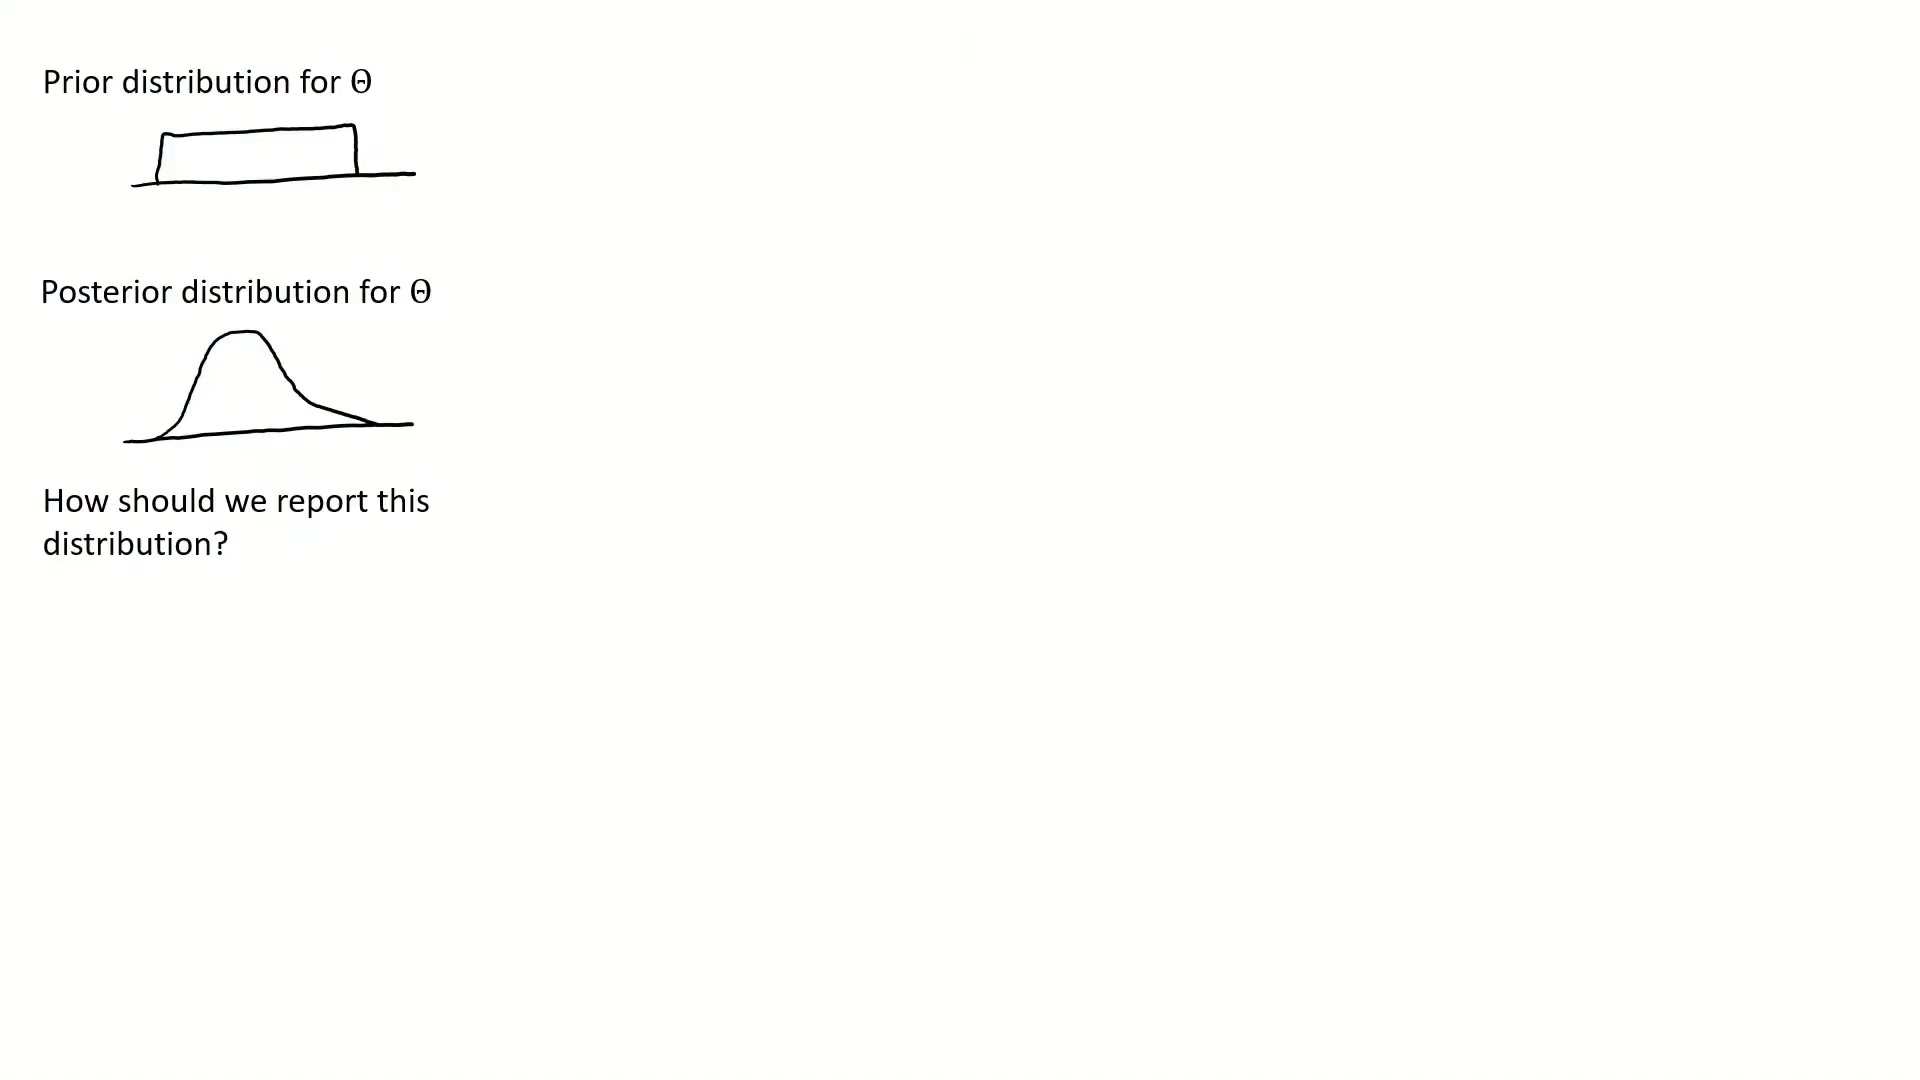 Prior distribution for Θ
Posterior distribution for Θ
How should we report this
distribution?